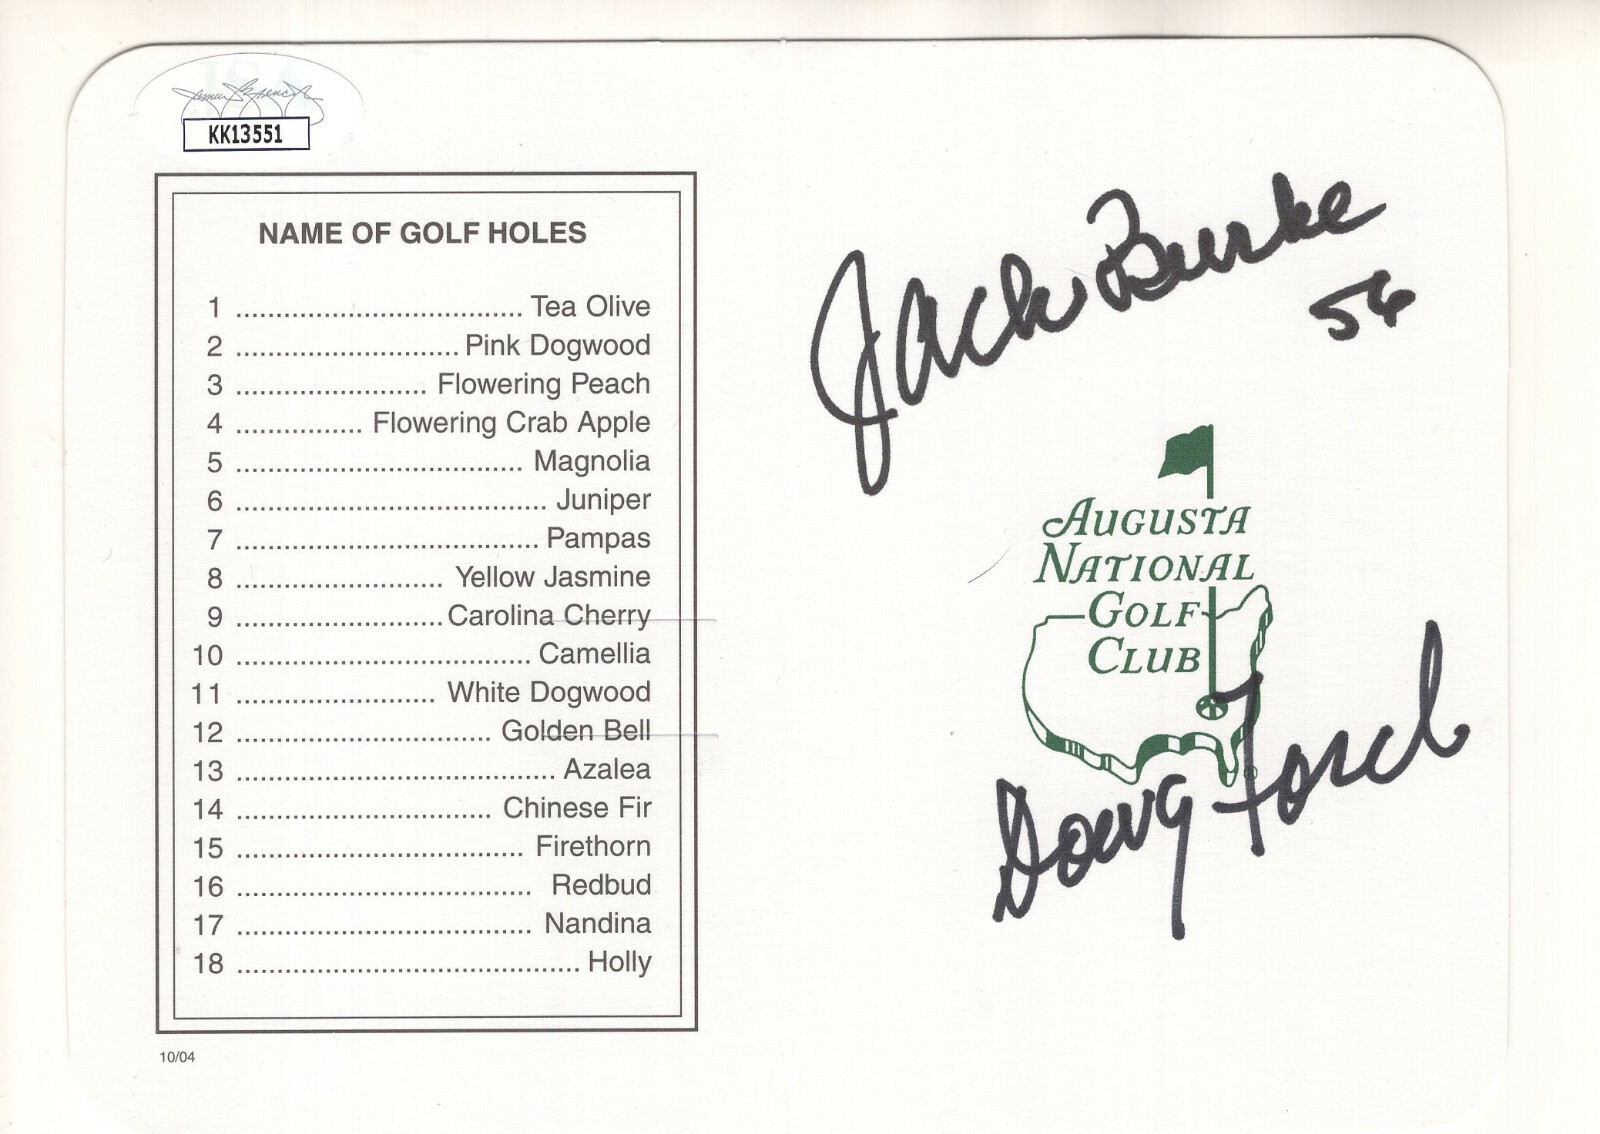 James Spence
KK13551
NAME OF GOLF HOLES
1 .................................... Tea Olive
2 ............................ Pink Dogwood
3 ........................ Flowering Peach
4 ................ Flowering Crab Apple
5 .................................... Magnolia
6 ....................................... Juniper
7 ...................................... Pampas
8 .......................... Yellow Jasmine
9 .......................... Carolina Cherry
10 ..................................... Camellia
11 ......................... White Dogwood
12 ................................ Golden Bell
13 ........................................ Azalea
14 ................................ Chinese Fir
15 .................................... Firethorn
16 ..................................... Redbud
17 ..................................... Nandina
18 ........................................... Holly
10/04
Jack Burke
56
AUGUSTA
NATIONAL
GOLF
CLUB
®
Doug Ford